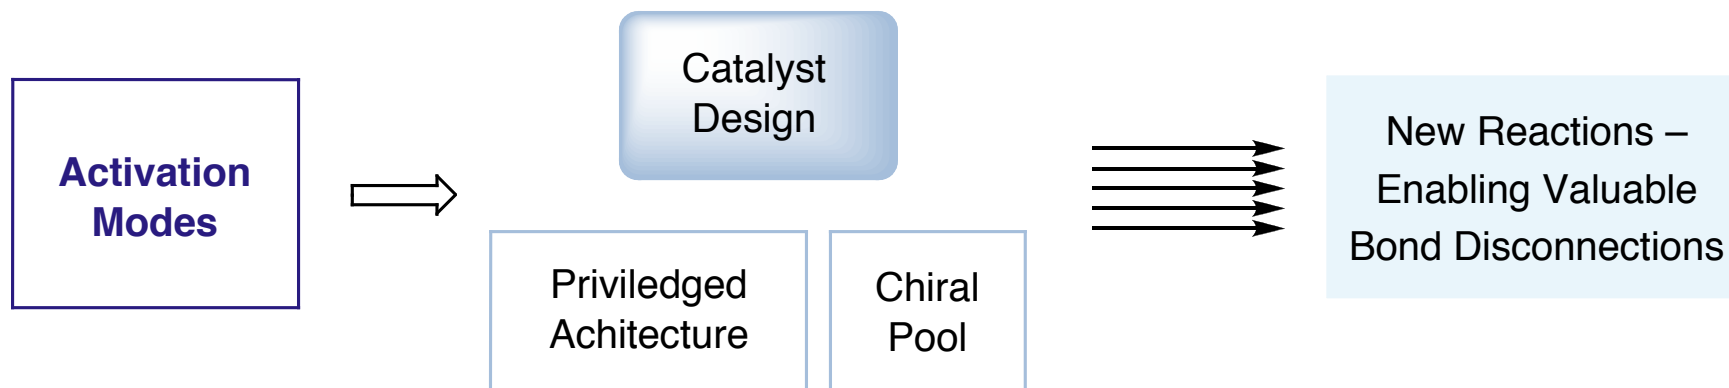 Activation
Modes
Catalyst
Design
Priviledged
Achitecture
Chiral
Pool
New Reactions –
Enabling Valuable
Bond Disconnections